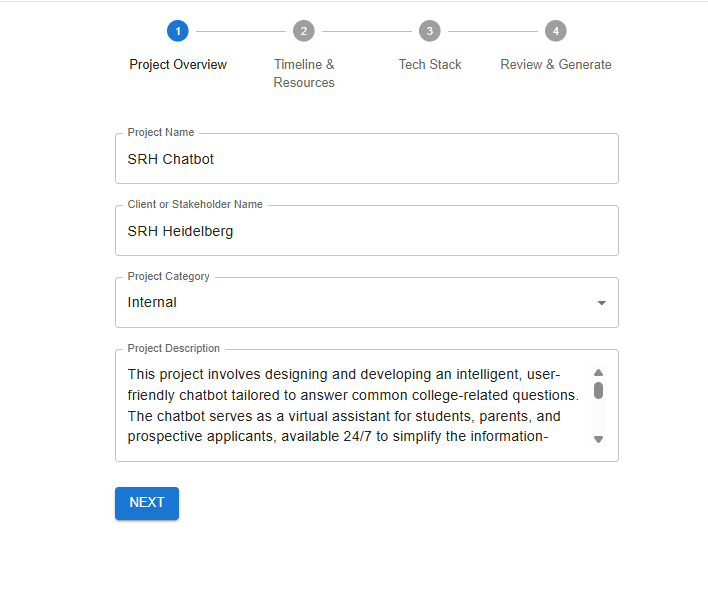 1
2
3
4
Project Overview
Timeline &
Resources
Tech Stack
Review & Generate
Project Name
SRH Chatbot
Client or Stakeholder Name
SRH Heidelberg
Project Category
Internal
Project Description
This project involves designing and developing an intelligent, user-
friendly chatbot tailored to answer common college-related questions.
The chatbot serves as a virtual assistant for students, parents, and
prospective applicants, available 24/7 to simplify the information-
NEXT